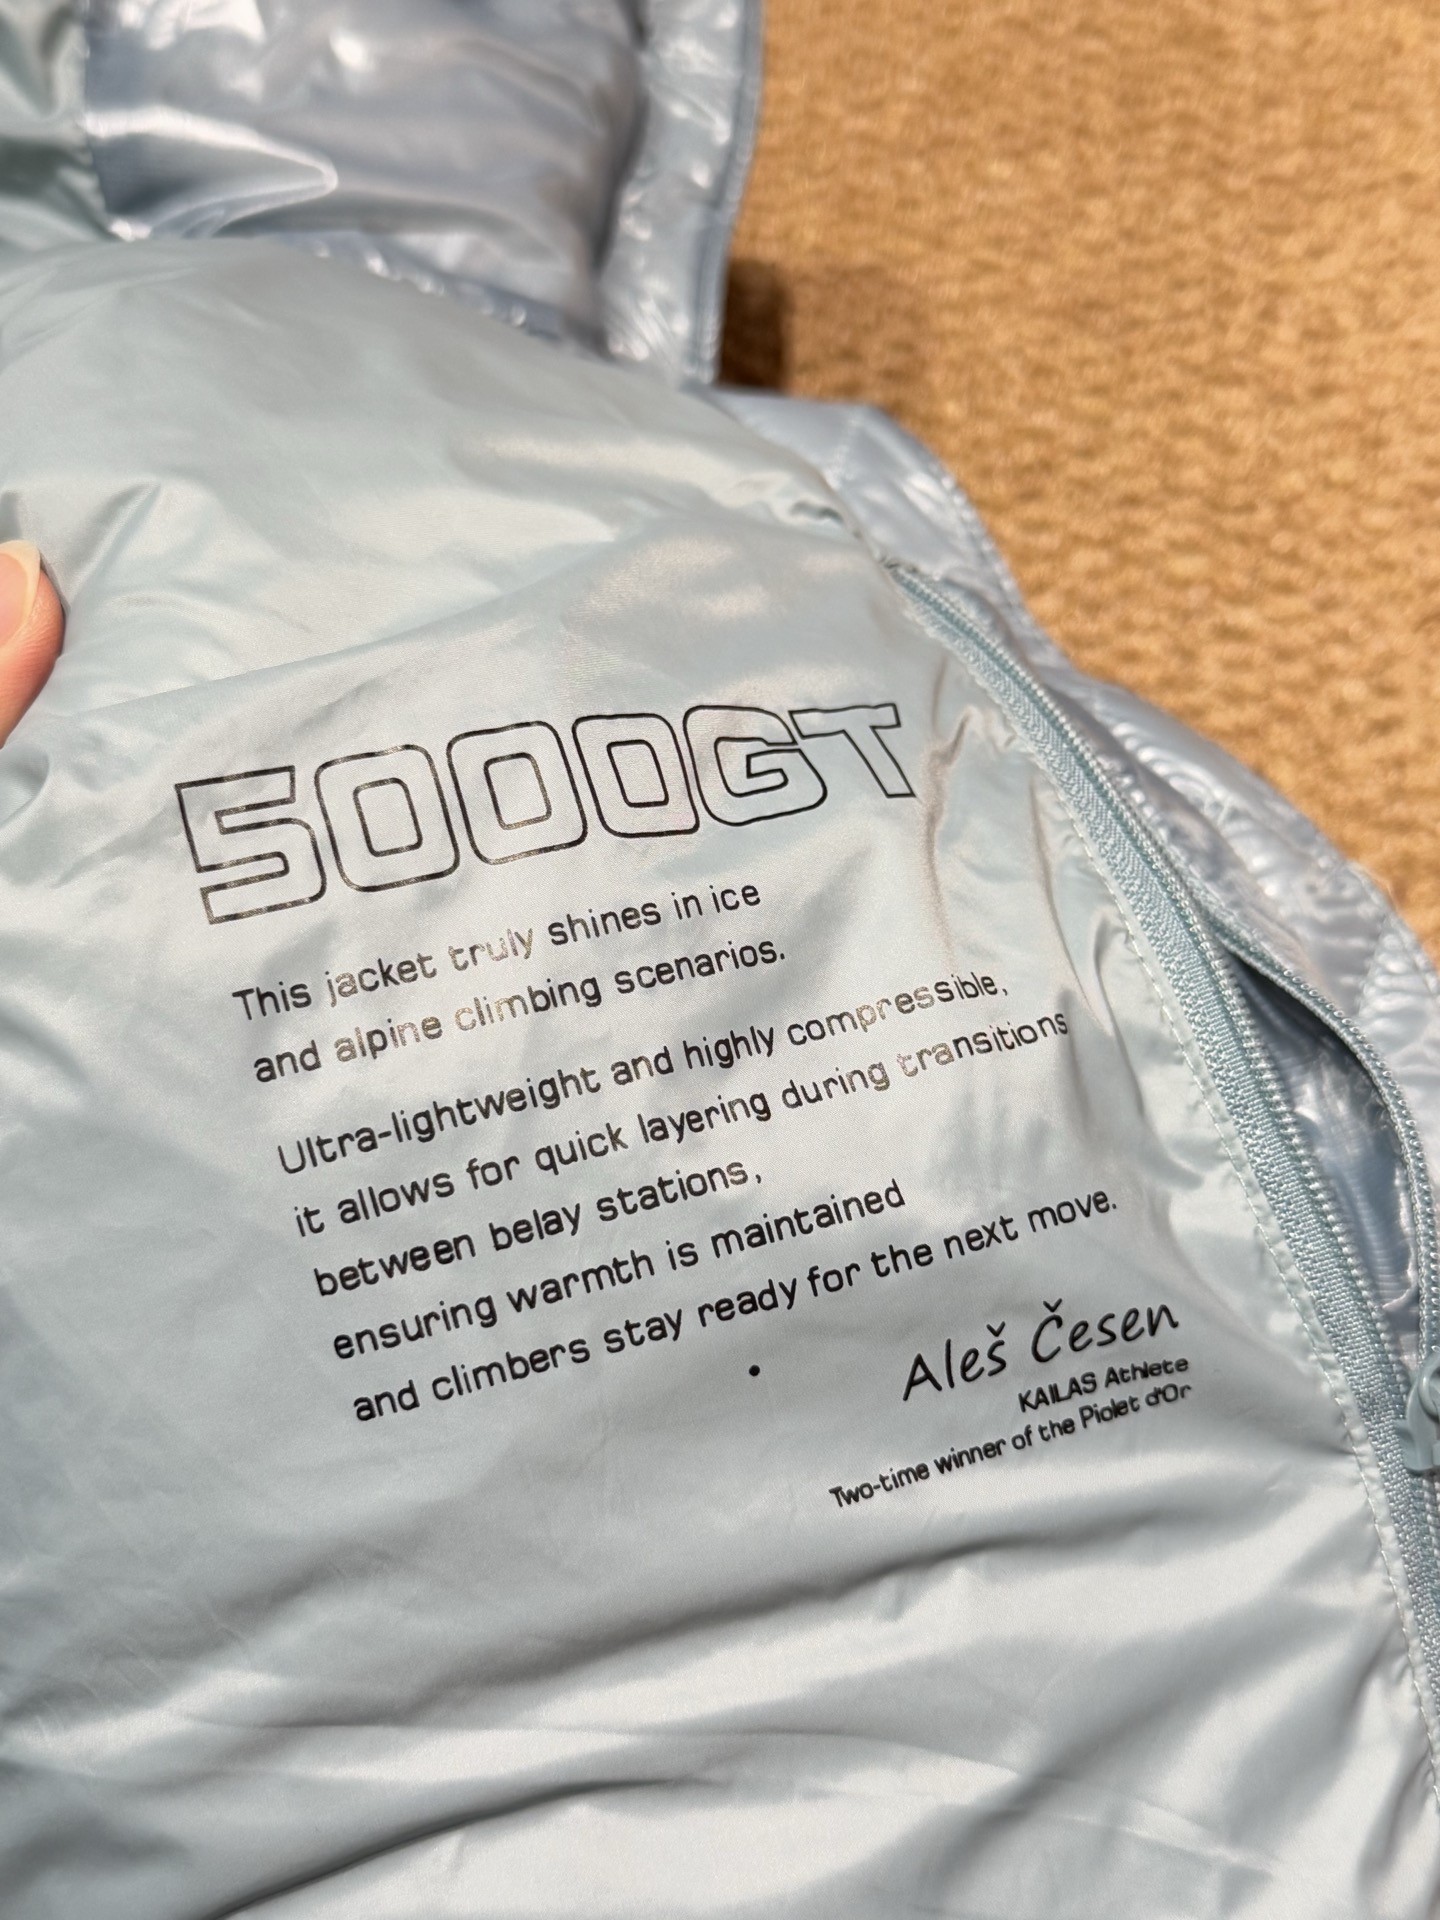 5000GT
This jacket truly shines in ice
and alpine climbing scenarios.
Ultra-lightweight and highly compressible,
it allows for quick layering during transitions
between belay stations,
ensuring warmth is maintained
and climbers stay ready for the next move.
Aleš Česen
KAILAS Athlete
Two-time winner of the Piolet d'Or